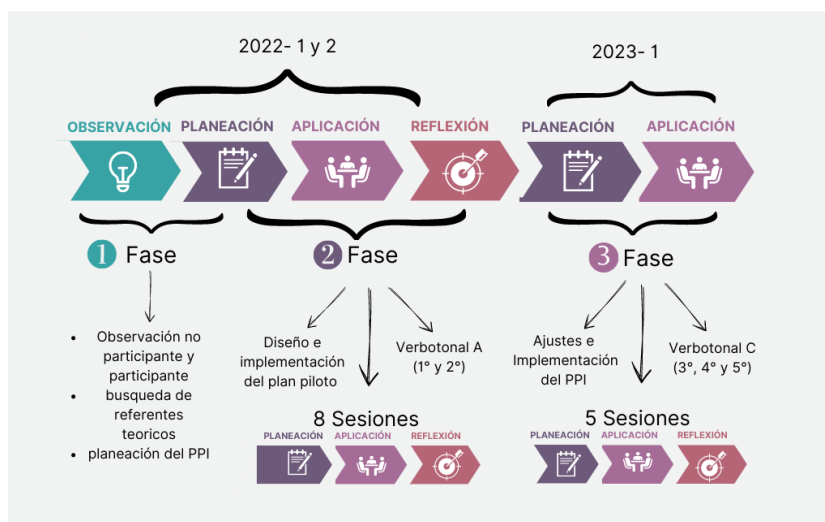 2022- 1 y 2
2023- 1
OBSERVACIÓN
PLANEACIÓN
APLICACIÓN
REFLEXIÓN
PLANEACIÓN
APLICACIÓN
1 Fase
2 Fase
3 Fase
• Observación no
participante y
participante
• busqueda de
referentes
teoricos
• planeación del PPI
Diseño e
implementación
del plan piloto
Verbotonal A
(1° y 2°)
8 Sesiones
PLANEACIÓN
APLICACIÓN
REFLEXIÓN
Ajustes e
Implementación
del PPI
Verbotonal C
(3°, 4° y 5°)
5 Sesiones
PLANEACIÓN
APLICACIÓN
REFLEXIÓN